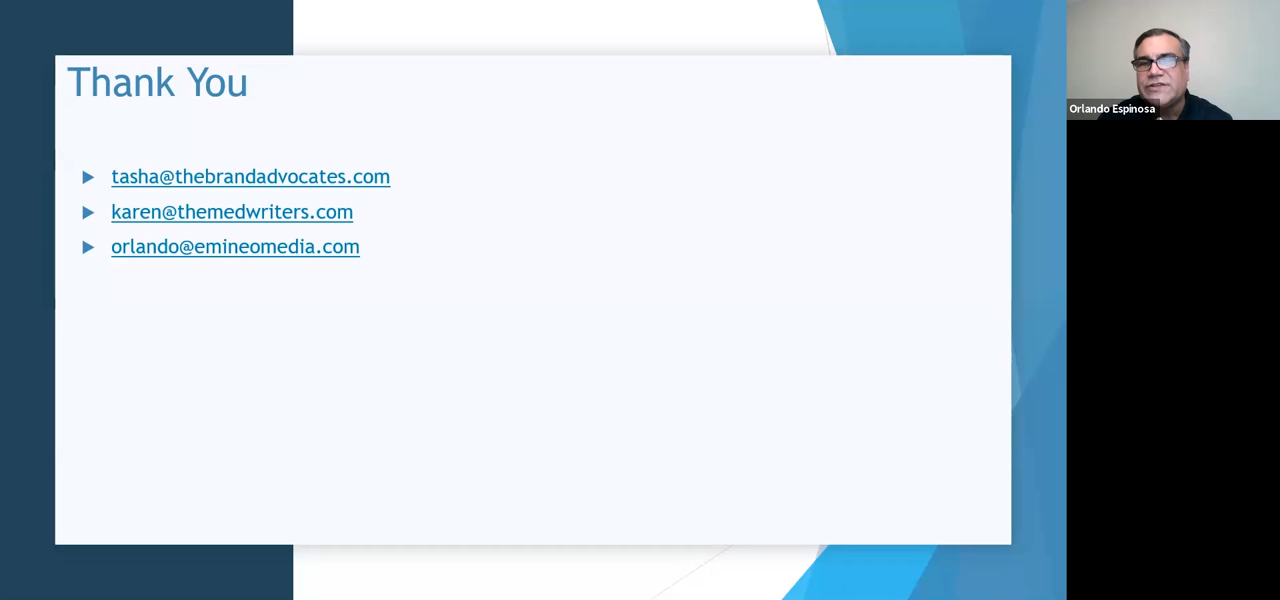 Thank You
tasha@thebrandadvocates.com
karen@themedwriters.com
orlando@emineomedia.com
Orlando Espinosa